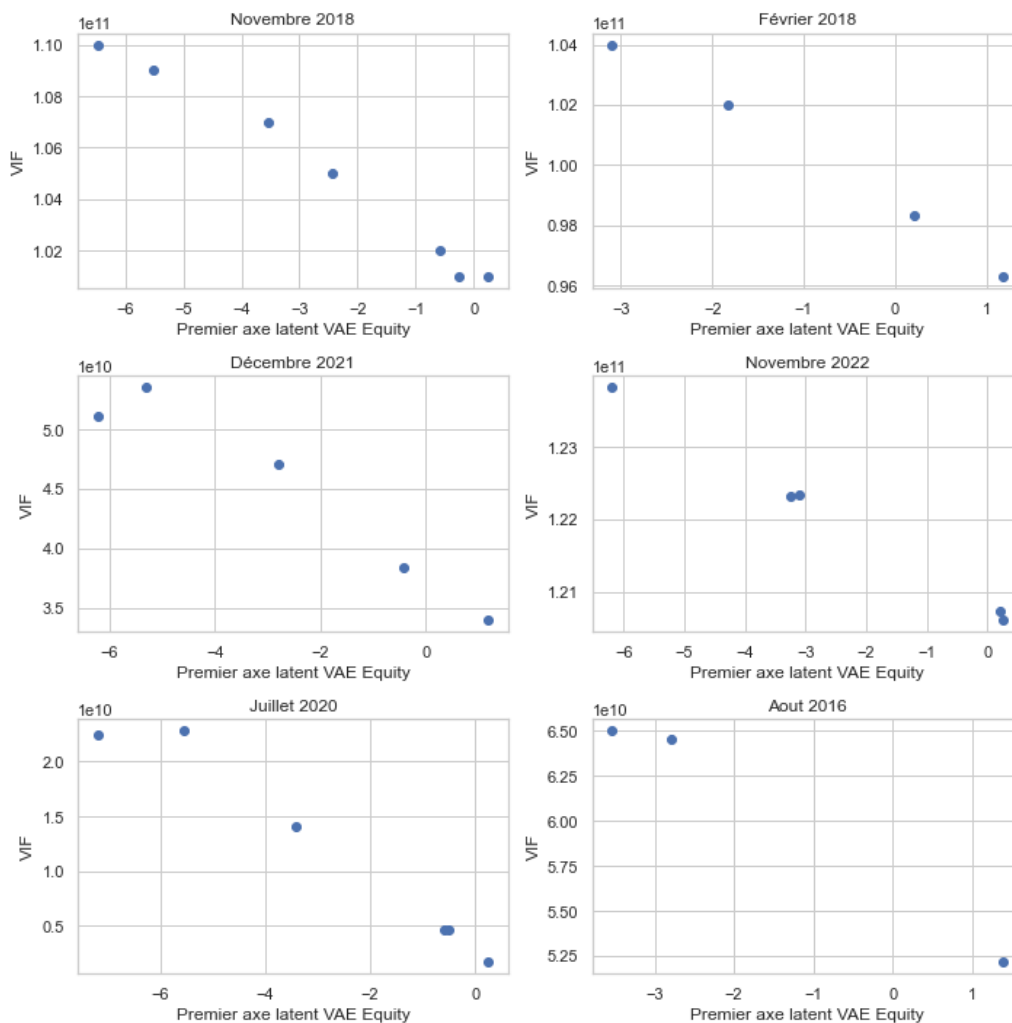 Novembre 2018
1e11
VIF
1.10
1.08
1.06
1.04
1.02
−6 −5 −4 −3 −2 −1 0
Premier axe latent VAE Equity
Février 2018
1e11
VIF
1.04
1.02
1.00
0.98
0.96
−3 −2 −1 0 1
Premier axe latent VAE Equity
Décembre 2021
1e10
VIF
5.0
4.5
4.0
3.5
−6 −4 −2 0
Premier axe latent VAE Equity
Novembre 2022
1e11
VIF
1.23
1.22
1.21
−6 −5 −4 −3 −2 −1 0
Premier axe latent VAE Equity
Juillet 2020
1e10
VIF
2.0
1.5
1.0
0.5
−6 −4 −2 0
Premier axe latent VAE Equity
Aout 2016
1e10
VIF
6.50
6.25
6.00
5.75
5.50
5.25
−3 −2 −1 0 1
Premier axe latent VAE Equity